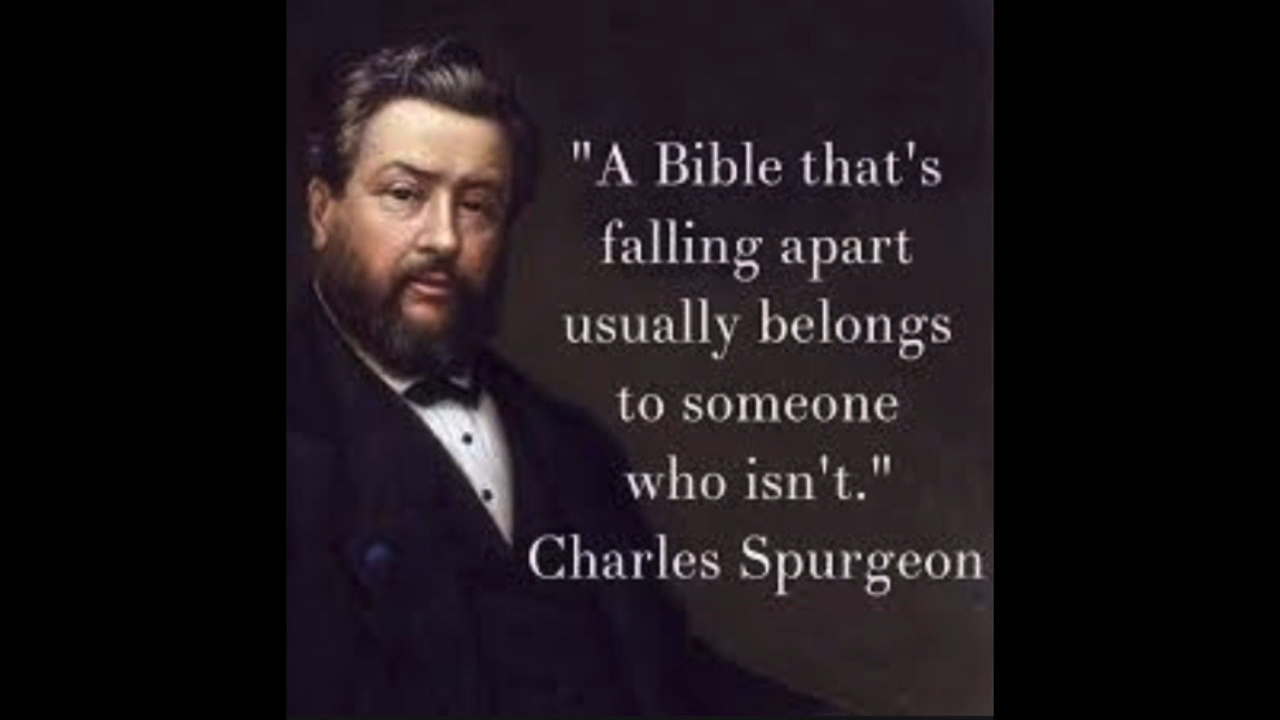 "A Bible that's
falling apart
usually belongs
to someone
who isn't."
Charles Spurgeon